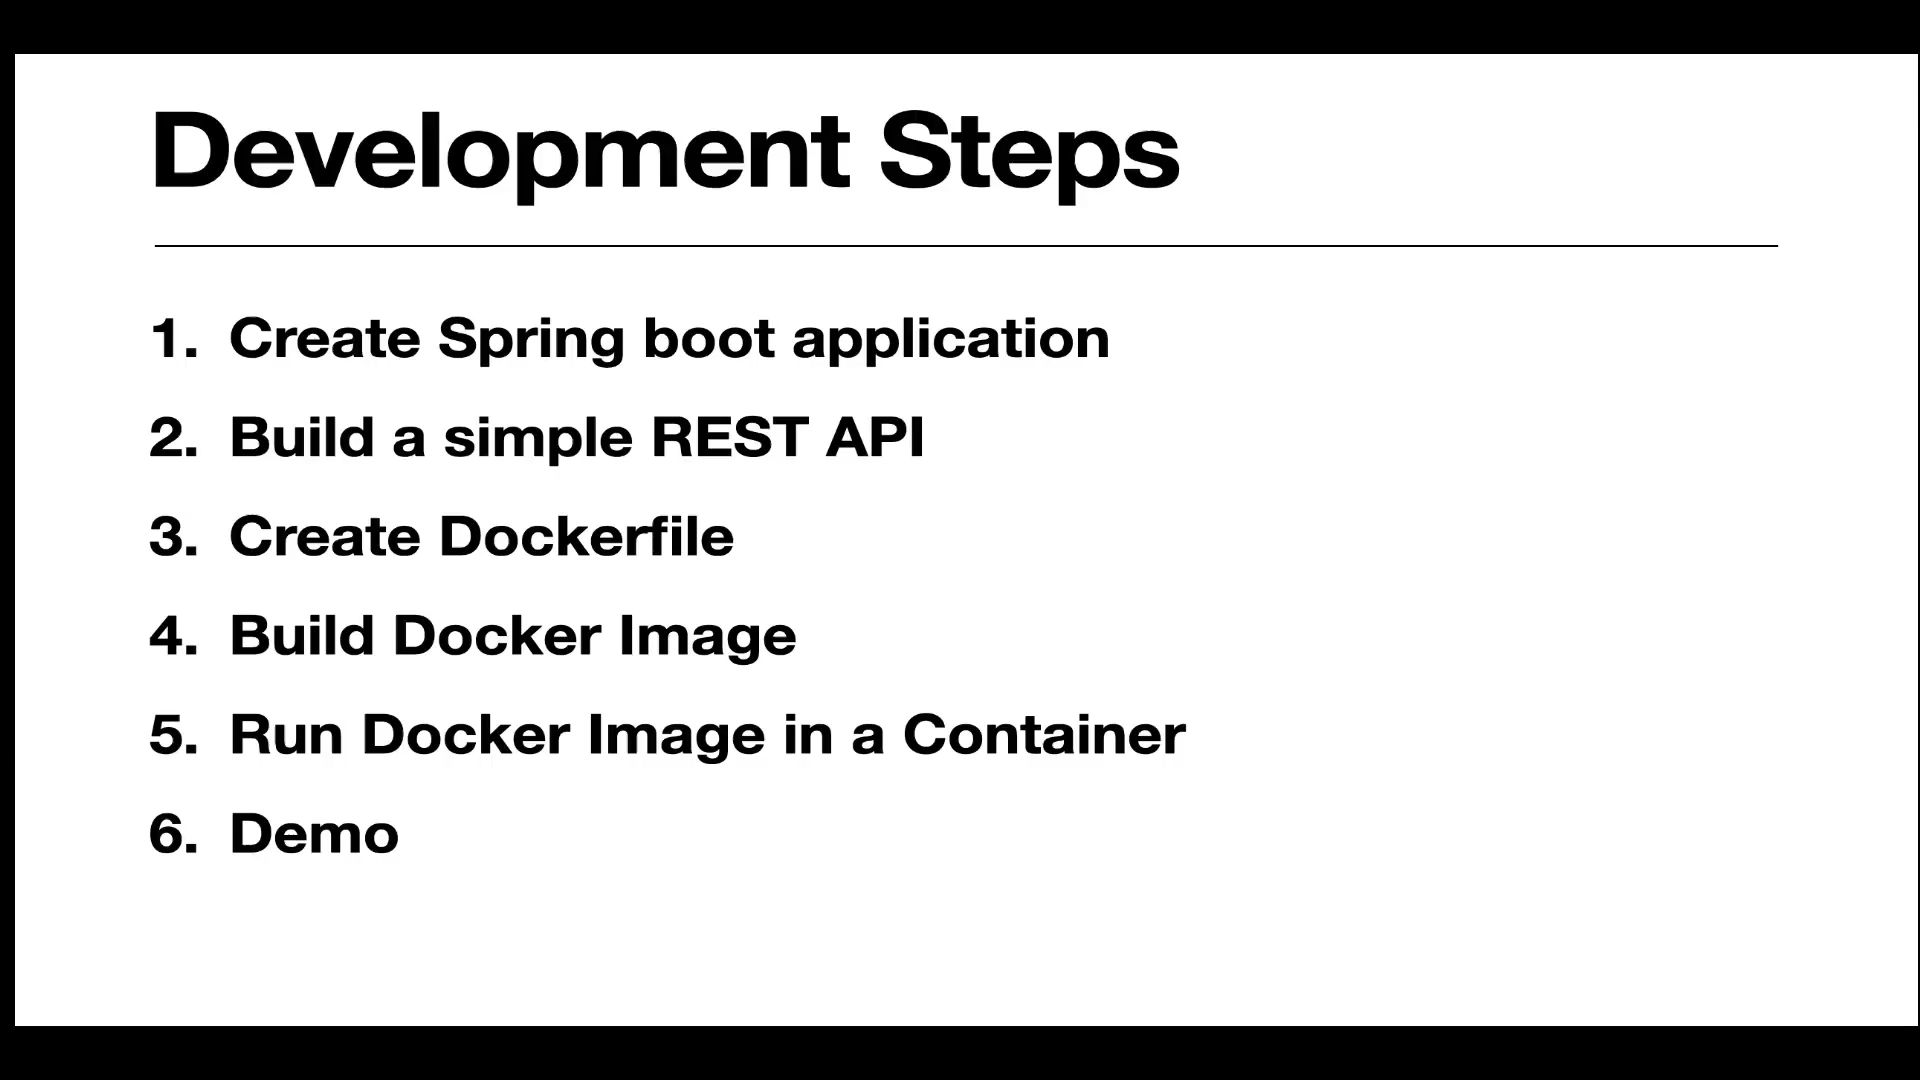 Development Steps
1. Create Spring boot application
2. Build a simple REST API
3. Create Dockerfile
4. Build Docker Image
5. Run Docker Image in a Container
6. Demo